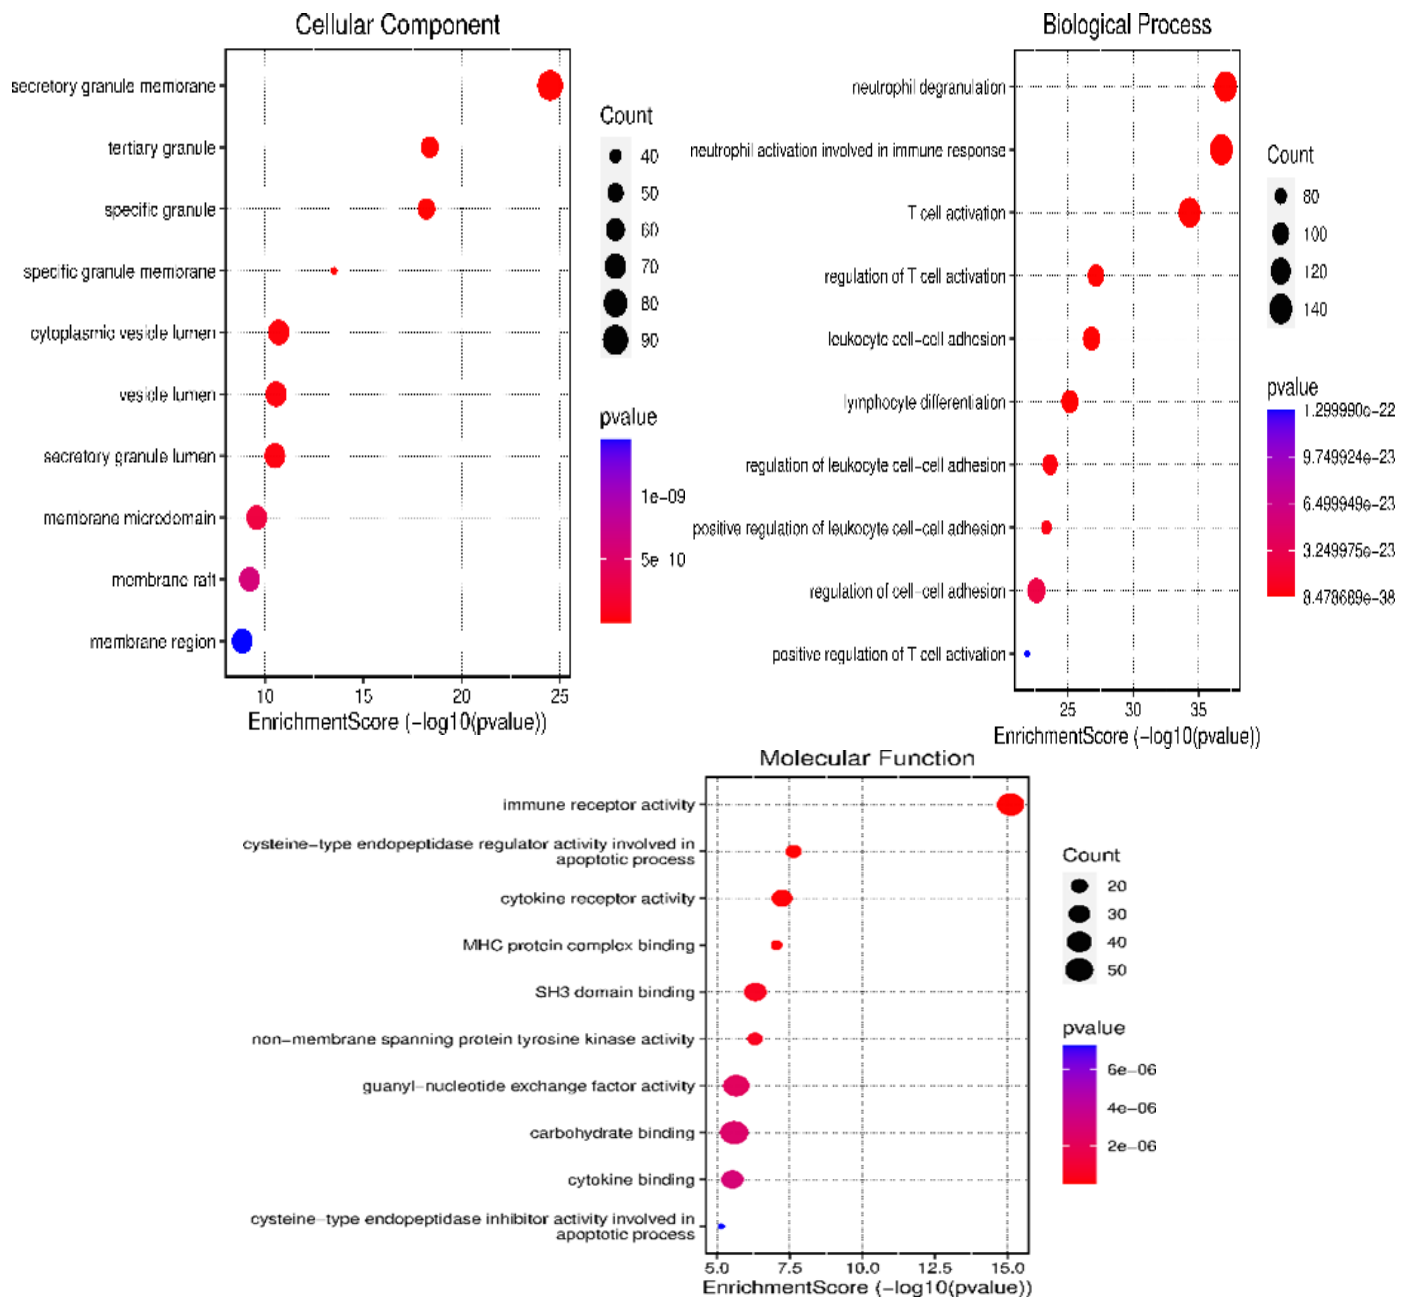 Cellular Component
secretory granule membrane
tertiary granule
specific granule
specific granule membrane
cytoplasmic vesicle lumen
vesicle lumen
secretory granule lumen
membrane microdomain
membrane raft
membrane region
10 15 20 25
EnrichmentScore (−log10(pvalue))
Count
40
50
60
70
80
90
pvalue
1e−09
5e 10
Biological Process
neutrophil degranulation
neutrophil activation involved in immune response
T cell activation
regulation of T cell activation
leukocyte cell−cell adhesion
lymphocyte differentiation
regulation of leukocyte cell−cell adhesion
positive regulation of leukocyte cell−cell adhesion
regulation of cell−cell adhesion
positive regulation of T cell activation
25 30 35
EnrichmentScore (−log10(pvalue))
Count
80
100
120
140
pvalue
1.299990e−22
9.749924e−23
6.499949e−23
3.249975e−23
Molecular Function
immune receptor activity
cysteine−type endopeptidase regulator activity involved in
apoptotic process
cytokine receptor activity
MHC protein complex binding
SH3 domain binding
non−membrane spanning protein tyrosine kinase activity
guanyl−nucleotide exchange factor activity
carbohydrate binding
cytokine binding
cysteine−type endopeptidase inhibitor activity involved in
apoptotic process
5.0 7.5 10.0 12.5 15.0
EnrichmentScore (−log10(pvalue))
Count
20
30
40
50
pvalue
6e−06
4e−06
2e−06